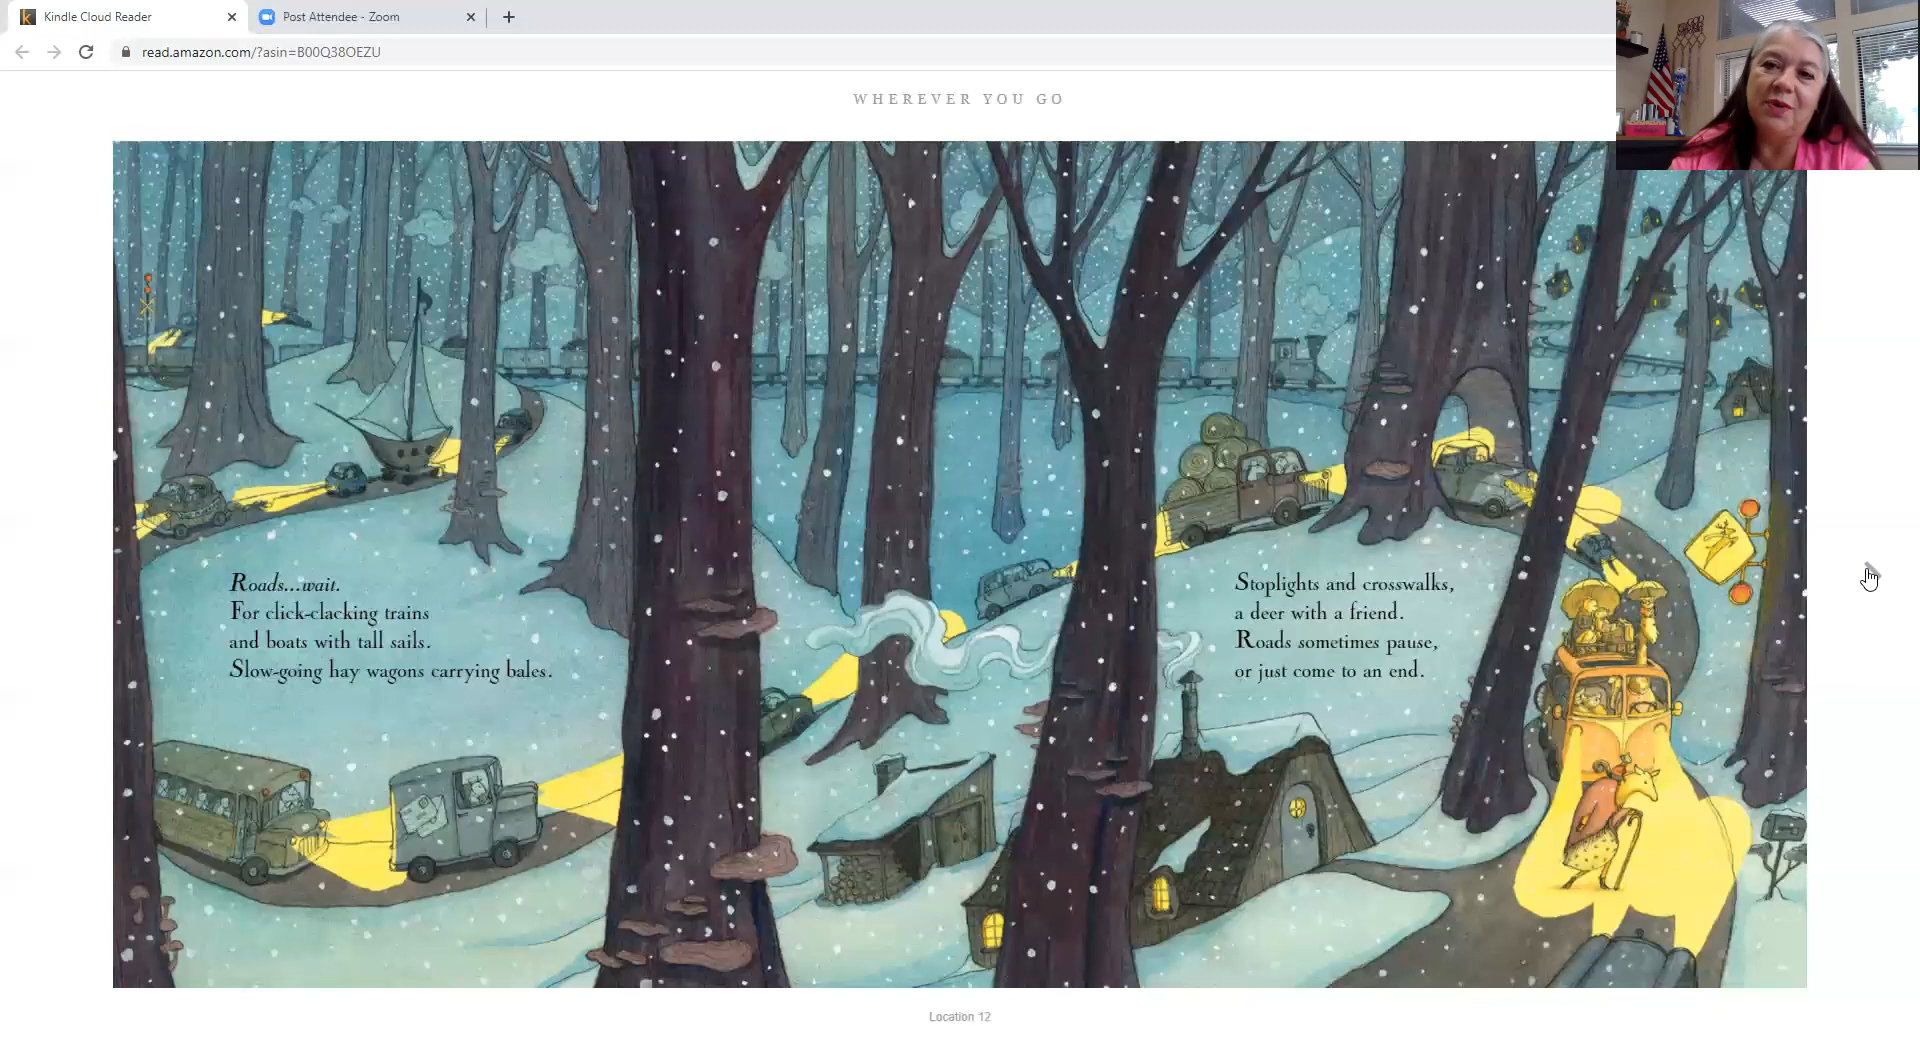 Kindle Cloud Reader
Post Attendee - Zoom
read.amazon.com/?asin=B00Q38OEZU
WHEREVER YOU GO
Roads...wait.
For click-clacking trains
and boats with tall sails.
Slow-going hay wagons carrying bales.
Stoplights and crosswalks,
a deer with a friend.
Roads sometimes pause,
or just come to an end.
Location 12